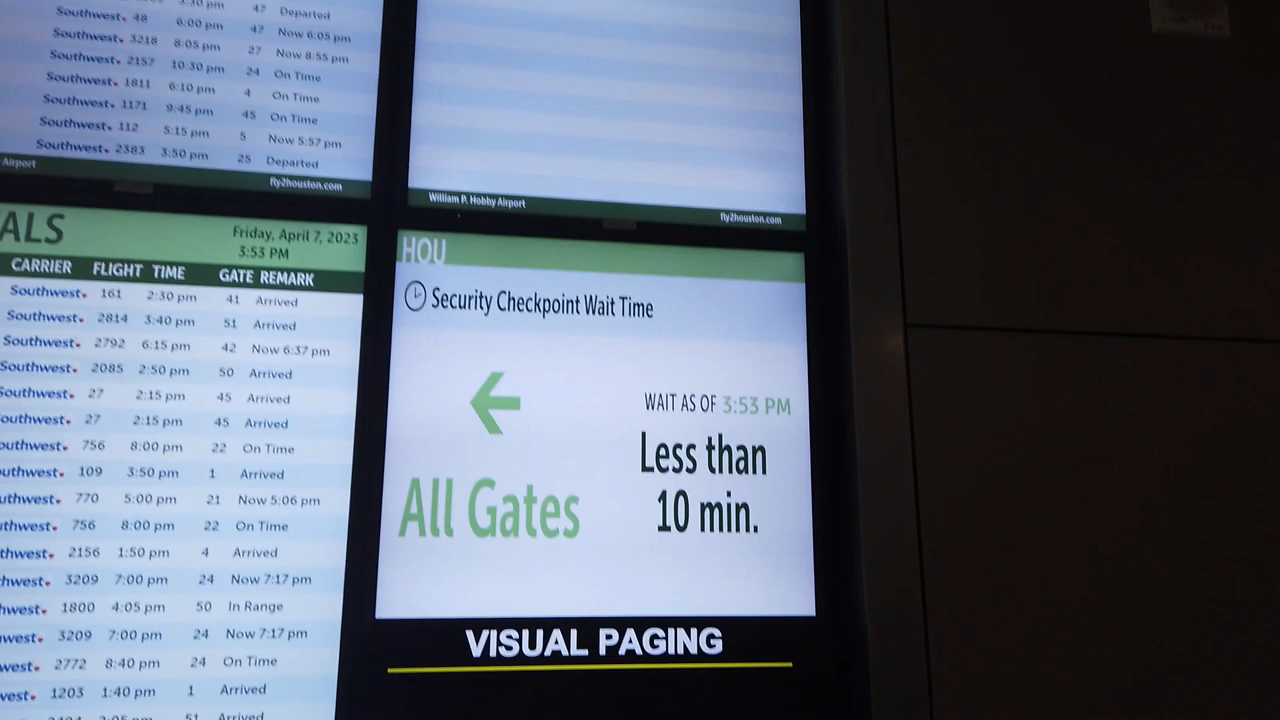 3:30 pm 47 Departed
Southwest 48 6:00 pm 47 Now 6:05 pm
Southwest 3218 8:05 pm 27 Now 8:55 pm
Southwest 2157 10:30 pm 24 On Time
Southwest 1811 6:10 pm 4 On Time
Southwest 1171 9:45 pm 45 On Time
Southwest 112 5:15 pm 5 Now 5:57 pm
Southwest 2383 3:50 pm 25 Departed
Airport fly2houston.com
William P. Hobby Airport fly2houston.com
ALS
Friday, April 7, 2023
3:53 PM
CARRIER FLIGHT TIME GATE REMARK
Southwest 161 2:30 pm 41 Arrived
Southwest 2814 3:40 pm 51 Arrived
Southwest 2792 6:15 pm 42 Now 6:37 pm
Southwest 2085 2:50 pm 50 Arrived
Southwest 27 2:15 pm 45 Arrived
outhwest 27 2:15 pm 45 Arrived
outhwest 756 8:00 pm 22 On Time
uthwest 109 3:50 pm 1 Arrived
uthwest 770 5:00 pm 21 Now 5:06 pm
thwest 756 8:00 pm 22 On Time
thwest 2156 1:50 pm 4 Arrived
hwest 3209 7:00 pm 24 Now 7:17 pm
hwest 1800 4:05 pm 50 In Range
west 3209 7:00 pm 24 Now 7:17 pm
west 2772 8:40 pm 24 On Time
west 1203 1:40 pm 1 Arrived
51 Arrived
HOU
Security Checkpoint Wait Time
WAIT AS OF 3:53 PM
Less than
10 min.
All Gates
VISUAL PAGING